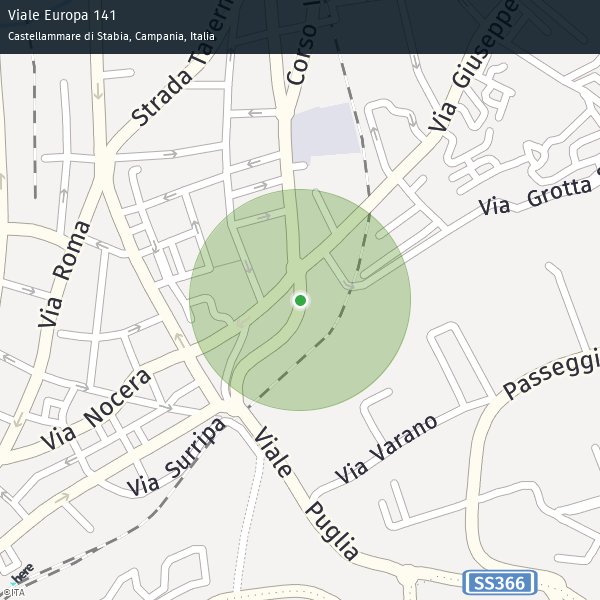 Viale Europa 141
Castellammare di Stabia, Campania, Italia
Corso
Strada
Via Giuseppe
Via Grotta
Via Roma
Via Nocera
Via Surripa
Viale Puglia
Via Varano
Passeggi
SS366
here
©ITA